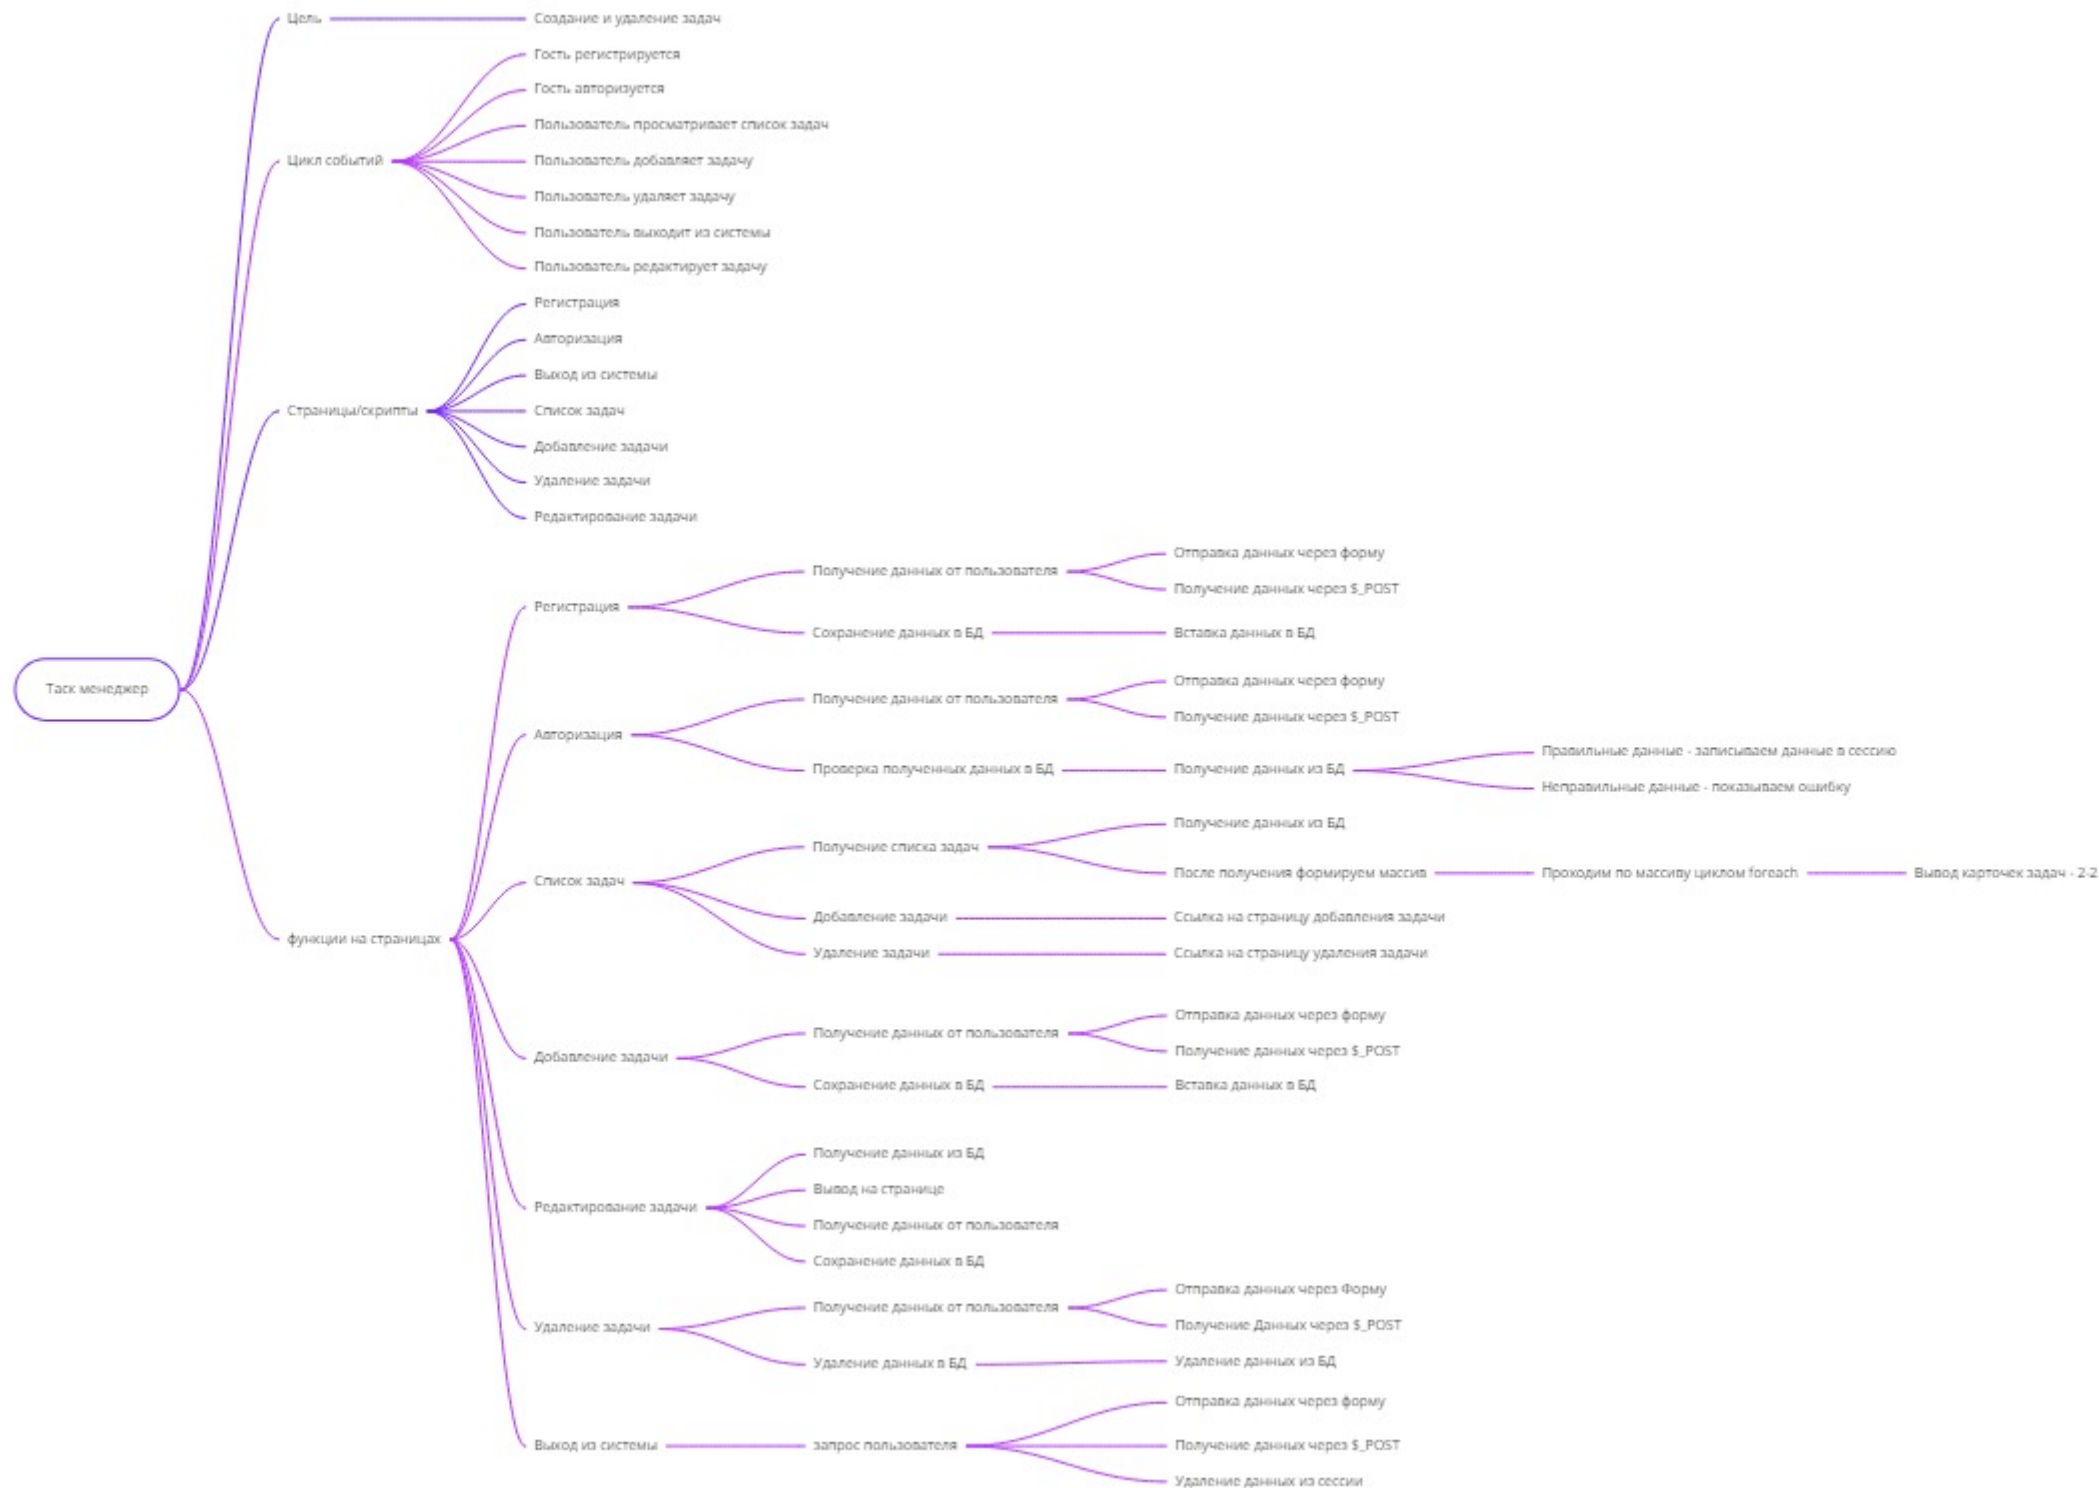 Цель
Создание и удаление задач
Гость регистрируется
Гость авторизуется
Пользователь просматривает список задач
Цикл событий
Пользователь добавляет задачу
Пользователь удаляет задачу
Пользователь выходит из системы
Пользователь редактирует задачу
Регистрация
Авторизация
Выход из системы
Страницы/скрипты
Список задач
Добавление задачи
Удаление задачи
Редактирование задачи
Таск менеджер
функции на страницах
Регистрация
Получение данных от пользователя
Отправка данных через форму
Получение данных через $_POST
Сохранение данных в БД
Вставка данных в БД
Авторизация
Получение данных от пользователя
Отправка данных через форму
Получение данных через $_POST
Проверка полученных данных в БД
Получение данных из БД
Правильные данные - записываем данные в сессию
Неправильные данные - показываем ошибку
Список задач
Получение списка задач
Получение данных из БД
После получения формируем массив
Проходим по массиву циклом foreach
Вывод карточек задач - 2-2
Добавление задачи
Ссылка на страницу добавления задачи
Удаление задачи
Ссылка на страницу удаления задачи
Добавление задачи
Получение данных от пользователя
Отправка данных через форму
Получение данных через $_POST
Сохранение данных в БД
Вставка данных в БД
Редактирование задачи
Получение данных из БД
Вывод на странице
Получение данных от пользователя
Сохранение данных в БД
Удаление задачи
Получение данных от пользователя
Отправка данных через Форму
Получение Данных через $_POST
Удаление данных в БД
Удаление данных из БД
Выход из системы
запрос пользователя
Отправка данных через форму
Получение данных через $_POST
Удаление данных из сессии